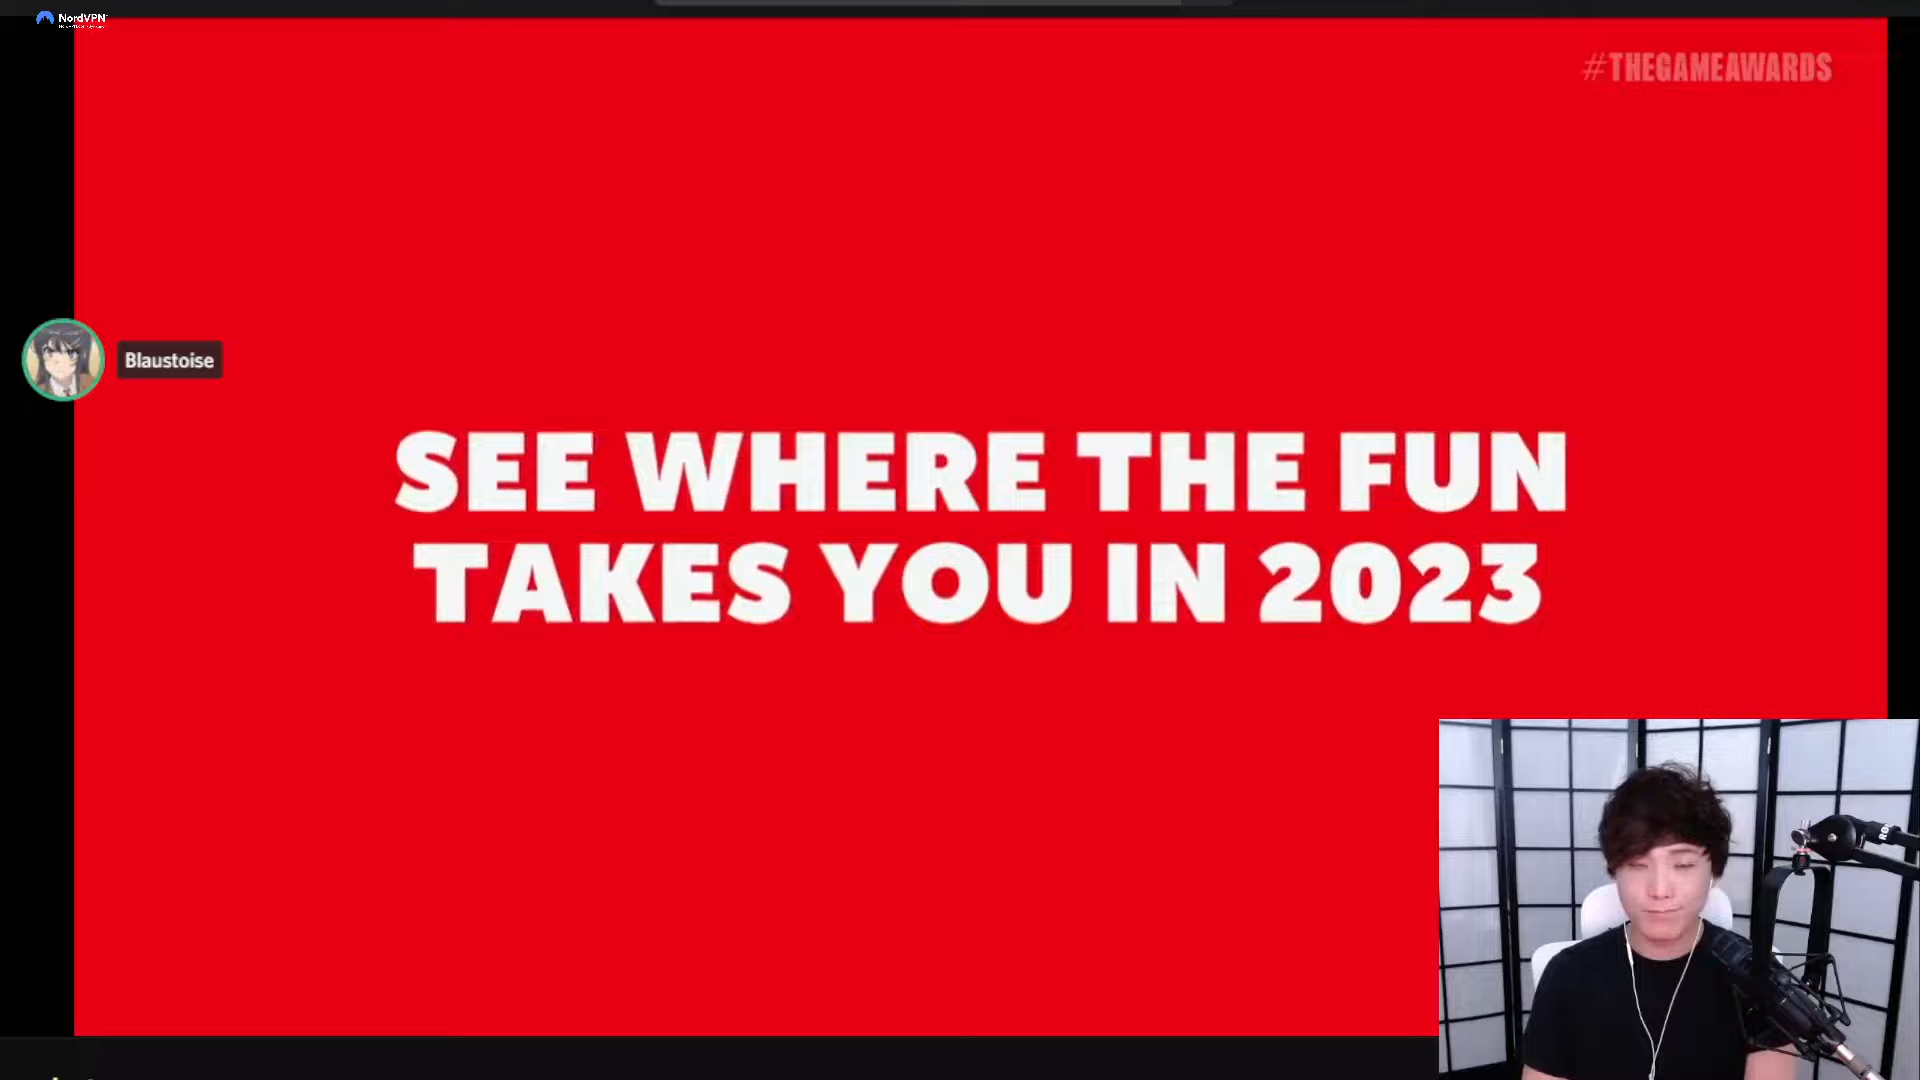 NordVPN
#THEGAMEAWARDS
Blaustoise
SEE WHERE THE FUN
TAKES YOU IN 2023